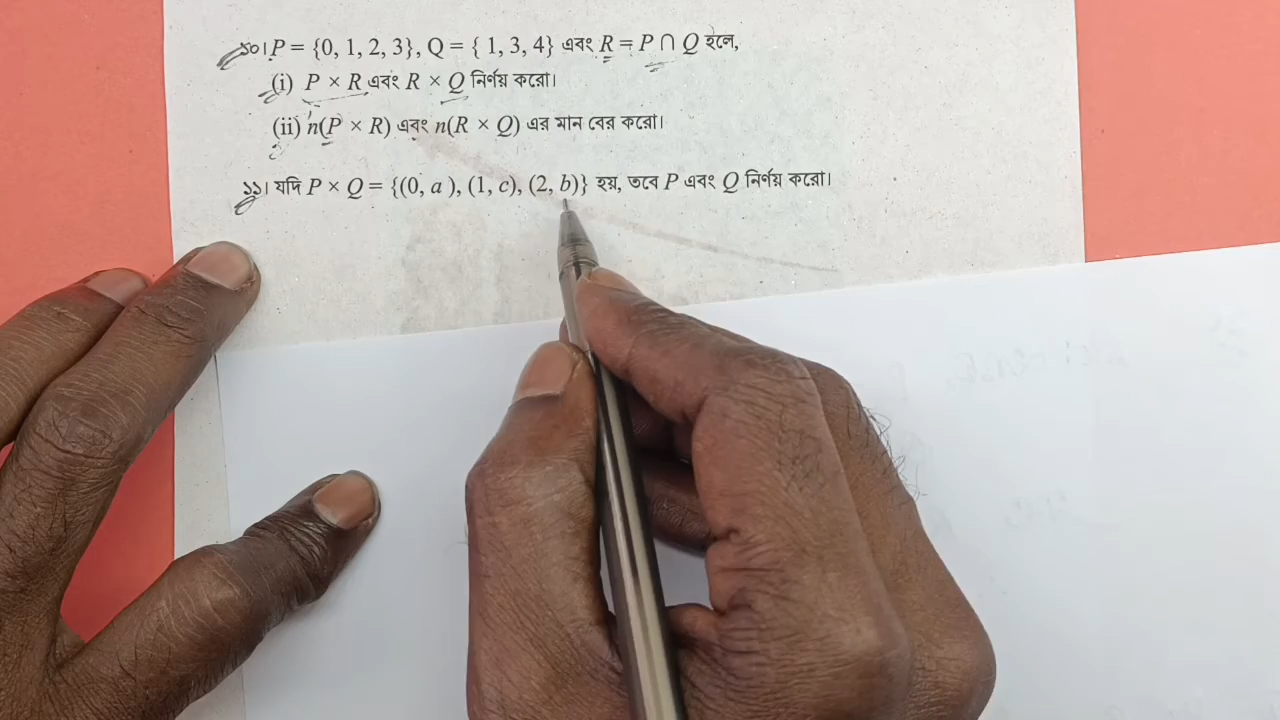 ১০। P = {0, 1, 2, 3}, Q = { 1, 3, 4} এবং R = P ∩ Q হলে,
(i) P × R এবং R × Q নির্ণয় করো।
(ii) n(P × R) এবং n(R × Q) এর মান বের করো।
১১। যদি P × Q = {(0, a ), (1, c), (2, b)} হয়, তবে P এবং Q নির্ণয় করো।